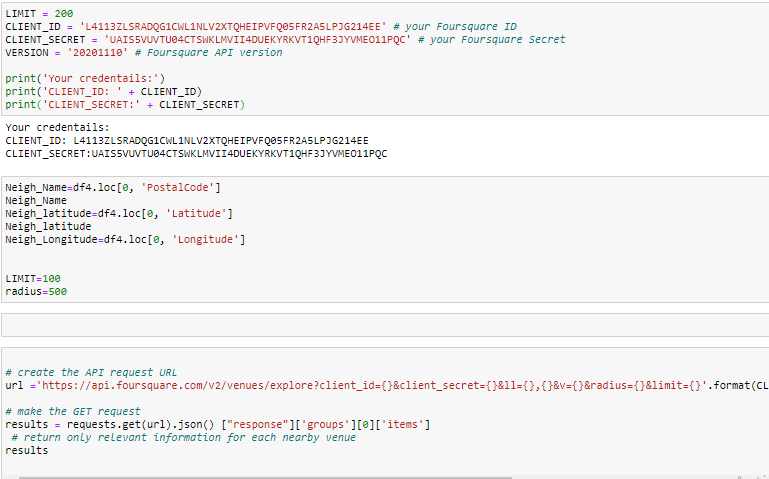 LIMIT = 200
CLIENT_ID = 'L4113ZLSRADQG1CWL1NLV2XTQHEIPVFQ05FR2A5LPJG214EE' # your Foursquare ID
CLIENT_SECRET = 'UAIS5VUVTU04CTSWKLMVII4DUEKYRKVT1QHF3JYVMEO11PQC' # your Foursquare Secret
VERSION = '20201110' # Foursquare API version
print('Your credentails:')
print('CLIENT_ID: ' + CLIENT_ID)
print('CLIENT_SECRET:' + CLIENT_SECRET)
Your credentails:
CLIENT_ID: L4113ZLSRADQG1CWL1NLV2XTQHEIPVFQ05FR2A5LPJG214EE
CLIENT_SECRET:UAIS5VUVTU04CTSWKLMVII4DUEKYRKVT1QHF3JYVMEO11PQC
Neigh_Name=df4.loc[0, 'PostalCode']
Neigh_Name
Neigh_latitude=df4.loc[0, 'Latitude']
Neigh_latitude
Neigh_Longitude=df4.loc[0, 'Longitude']
LIMIT=100
radius=500
# create the API request URL
url ='https://api.foursquare.com/v2/venues/explore?client_id={}&client_secret={}&ll={},{}&v={}&radius={}&limit={}'.format(CL
# make the GET request
results = requests.get(url).json() ["response"]['groups'][0]['items']
# return only relevant information for each nearby venue
results